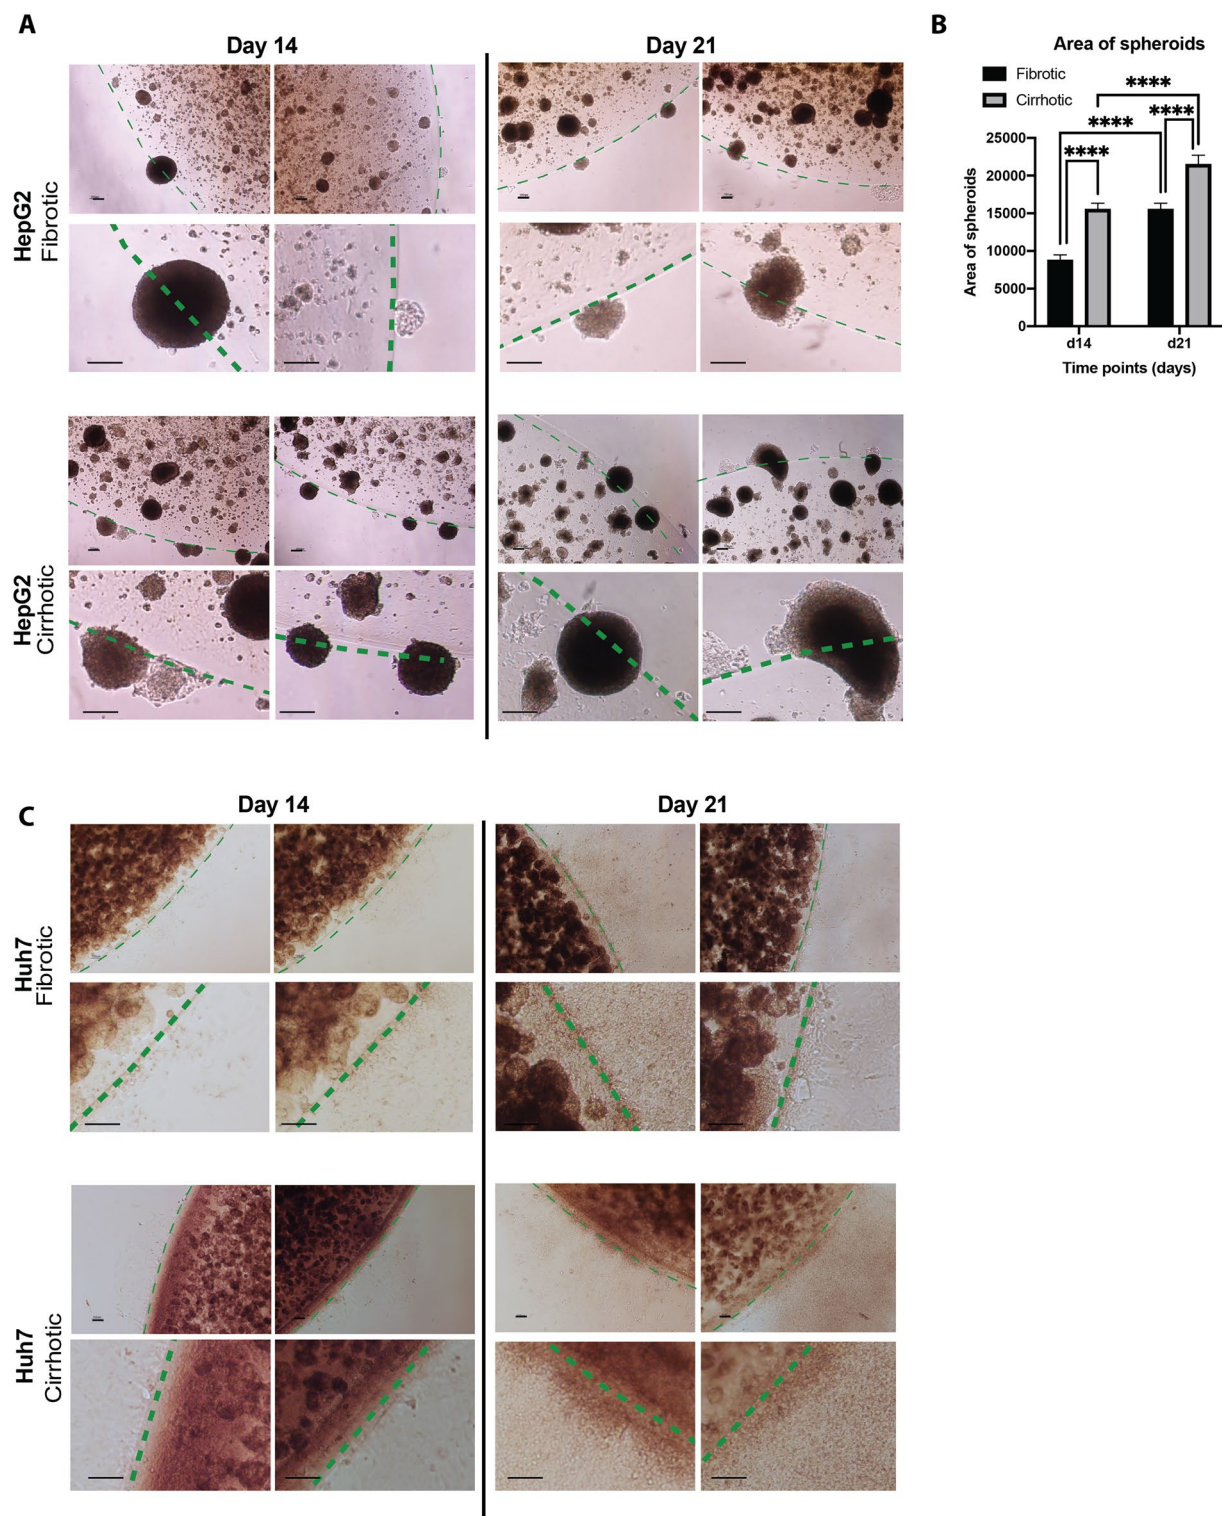 A
Day 14
Day 21
HepG2
Fibrotic
HepG2
Cirrhotic
B
Area of spheroids
Fibrotic
Cirrhotic
****
****
****
****
25000
20000
15000
10000
5000
0
Area of spheroids
d14
d21
Time points (days)
C
Day 14
Day 21
Huh7
Fibrotic
Huh7
Cirrhotic